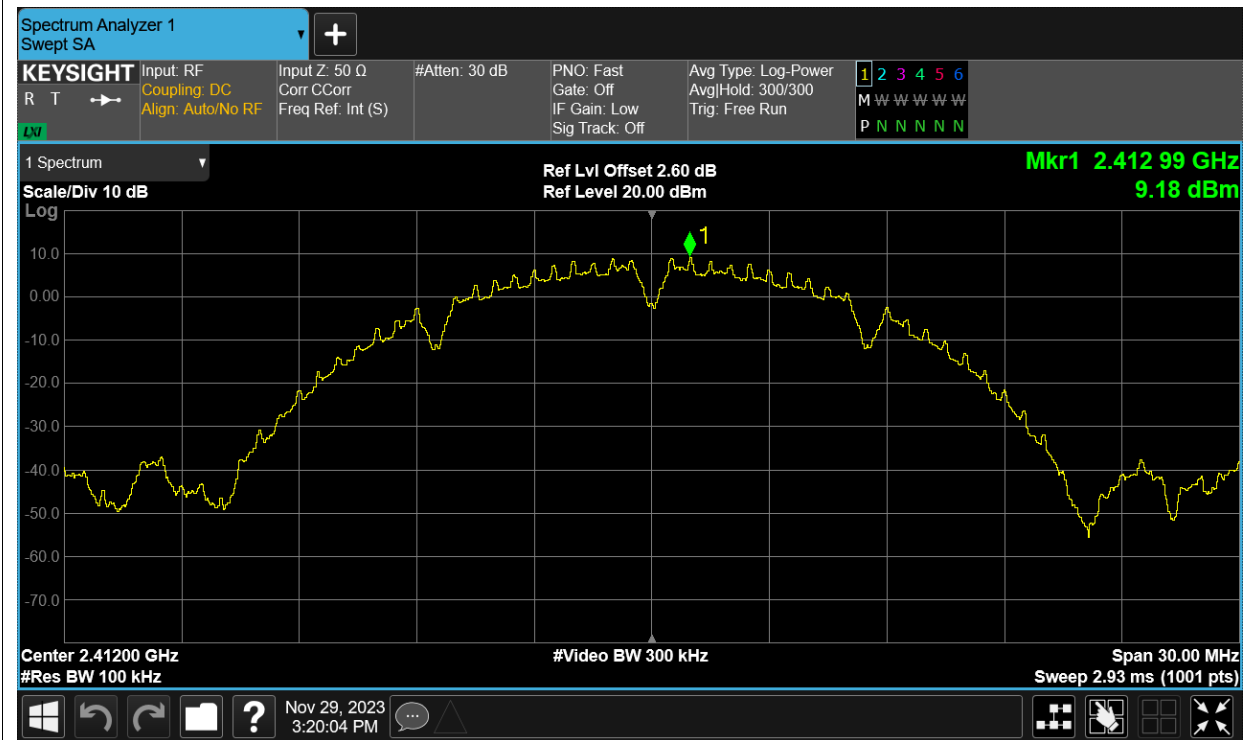 Spectrum Analyzer 1
Swept SA
+
KEYSIGHT
R T
LXI
Input: RF
Coupling: DC
Align: Auto/No RF
Input Z: 50 Ω
Corr CCorr
Freq Ref: Int (S)
#Atten: 30 dB
PNO: Fast
Gate: Off
IF Gain: Low
Sig Track: Off
Avg Type: Log-Power
Avg|Hold: 300/300
Trig: Free Run
1 2 3 4 5 6
M W W W W W
P N N N N N
1 Spectrum
Scale/Div 10 dB
Log
Ref Lvl Offset 2.60 dB
Ref Level 20.00 dBm
Mkr1 2.412 99 GHz
9.18 dBm
1
10.0
0.00
-10.0
-20.0
-30.0
-40.0
-50.0
-60.0
-70.0
Center 2.41200 GHz
#Res BW 100 kHz
#Video BW 300 kHz
Span 30.00 MHz
Sweep 2.93 ms (1001 pts)
?
Nov 29, 2023
3:20:04 PM